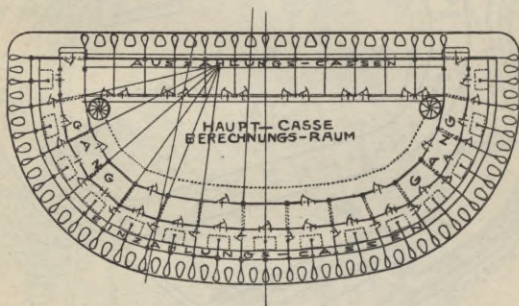 AUSZAHLUNGS-CASSEN
HAUPT-CASSE
BERECHNUNGS-RAUM
GANG
GANG
EINZAHLUNGS-CASSEN